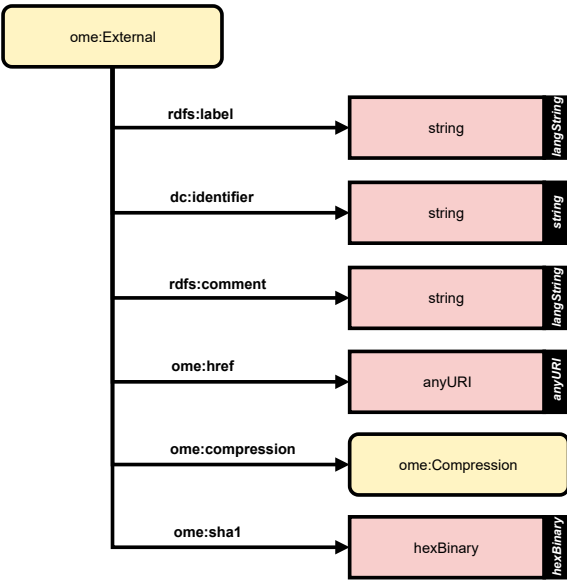 ome:External
rdfs:label
string
langString
dc:identifier
string
string
rdfs:comment
string
langString
ome:href
anyURI
anyURI
ome:compression
ome:Compression
ome:sha1
hexBinary
hexBinary